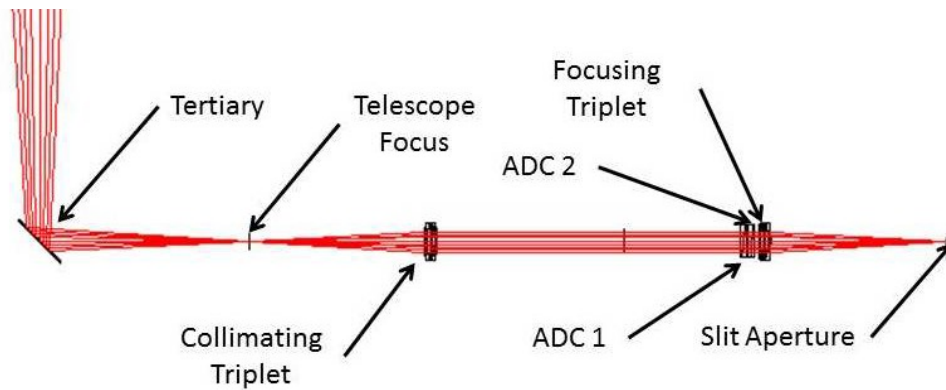 Focusing
Triplet
Tertiary
Telescope
Focus
ADC 2
Collimating
Triplet
ADC 1
Slit Aperture